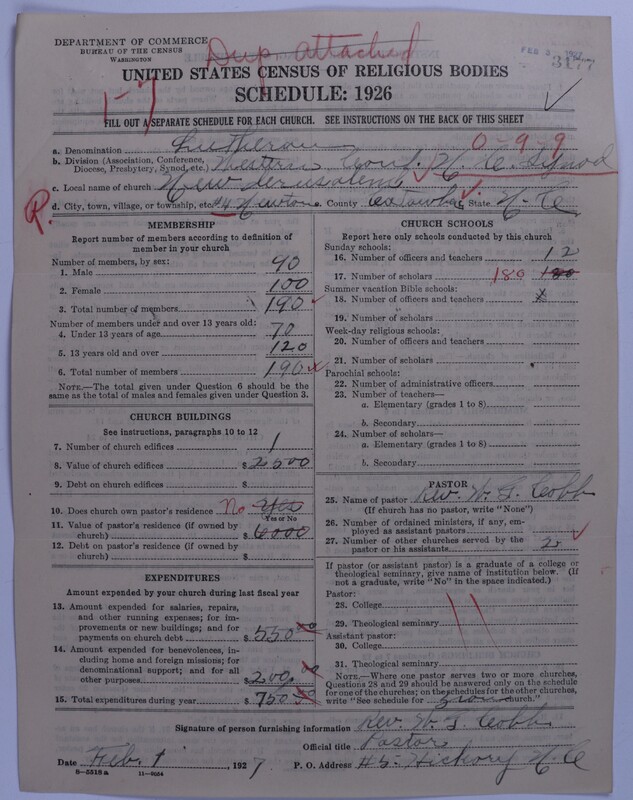 DEPARTMENT OF COMMERCE
BUREAU OF THE CENSUS
WASHINGTON
Dup attached
FEB 3 1927
3177
UNITED STATES CENSUS OF RELIGIOUS BODIES
SCHEDULE: 1926
1-7
FILL OUT A SEPARATE SCHEDULE FOR EACH CHURCH. SEE INSTRUCTIONS ON THE BACK OF THIS SHEET
a. Denomination Lutheran 0-9-9
b. Division (Association, Conference, Diocese, Presbytery, Synod, etc.) Western Conf. N. C. Synod
c. Local name of church New Jerusalem
R.
d. City, town, village, or township, etc. #4 Newton County Catawba State N-C
MEMBERSHIP
Report number of members according to definition of member in your church
Number of members, by sex:
1. Male 90
2. Female 100
3. Total number of members 190
Number of members under and over 13 years old:
4. Under 13 years of age 70
5. 13 years old and over 120
6. Total number of members 190
NOTE.—The total given under Question 6 should be the same as the total of males and females given under Question 3.
CHURCH BUILDINGS
See instructions, paragraphs 10 to 12
7. Number of church edifices 1
8. Value of church edifices $2500
9. Debt on church edifices $
10. Does church own pastor's residence No Yes
Yes or No
11. Value of pastor's residence (if owned by church) $6000
12. Debt on pastor's residence (if owned by church) $
EXPENDITURES
Amount expended by your church during last fiscal year
13. Amount expended for salaries, repairs, and other running expenses; for improvements or new buildings; and for payments on church debt $550 00
14. Amount expended for benevolences, including home and foreign missions; for denominational support; and for all other purposes $200
15. Total expenditures during year $750
CHURCH SCHOOLS
Report here only schools conducted by this church
Sunday schools:
16. Number of officers and teachers 12
17. Number of scholars 180 180
Summer vacation Bible schools:
18. Number of officers and teachers x
19. Number of scholars
Week-day religious schools:
20. Number of officers and teachers
21. Number of scholars
Parochial schools:
22. Number of administrative officers
23. Number of teachers—
a. Elementary (grades 1 to 8)
b. Secondary
24. Number of scholars—
a. Elementary (grades 1 to 8)
b. Secondary
PASTOR
25. Name of pastor Rev. W. L. Cobb
(If church has no pastor, write "None")
26. Number of ordained ministers, if any, employed as assistant pastors
27. Number of other churches served by the pastor or his assistants 2
If pastor (or assistant pastor) is a graduate of a college or theological seminary, give name of institution below. (If not a graduate, write "No" in the space indicated.)
Pastor:
28. College
29. Theological seminary
Assistant pastor:
30. College
31. Theological seminary
NOTE.—Where one pastor serves two or more churches, Questions 28 and 29 should be answered only on the schedule for one of the churches; on the schedules for the other churches, write "See schedule for Zion church."
Signature of person furnishing information Rev. W. L. Cobb
Official title Pastor
Date Feb. 1, 1927 P. O. Address #5- Hickory N. C
8-5518a 11-9054